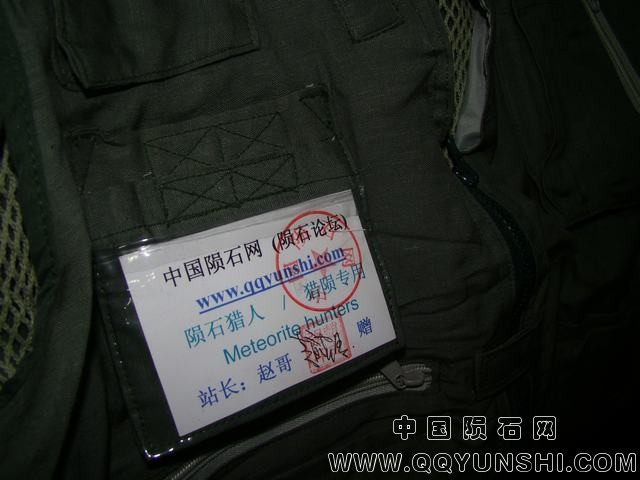 中国陨石网(陨石论坛)
www.qqyunshi.com
陨石猎人 / 猎陨专用
Meteorite hunters
站长：赵哥 赠
中国陨石网
WWW.QQYUNSHI.COM